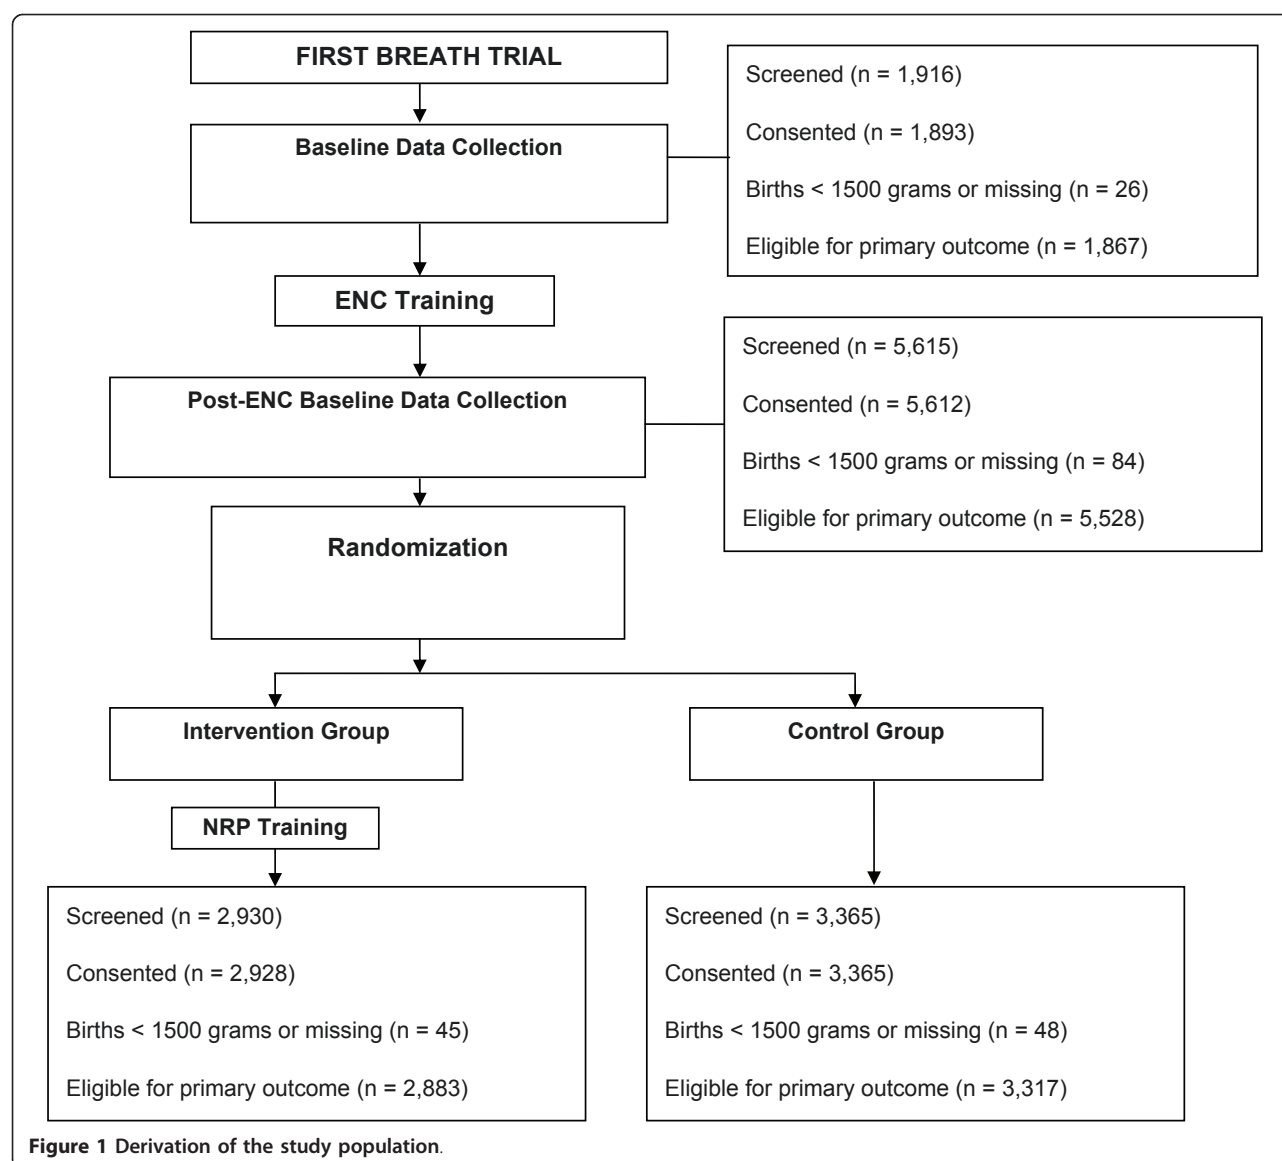 FIRST BREATH TRIAL
Baseline Data Collection
Screened (n = 1,916)
Consented (n = 1,893)
Births < 1500 grams or missing (n = 26)
Eligible for primary outcome (n = 1,867)
ENC Training
Post-ENC Baseline Data Collection
Screened (n = 5,615)
Consented (n = 5,612)
Births < 1500 grams or missing (n = 84)
Eligible for primary outcome (n = 5,528)
Randomization
Intervention Group
Control Group
NRP Training
Screened (n = 2,930)
Consented (n = 2,928)
Births < 1500 grams or missing (n = 45)
Eligible for primary outcome (n = 2,883)
Screened (n = 3,365)
Consented (n = 3,365)
Births < 1500 grams or missing (n = 48)
Eligible for primary outcome (n = 3,317)
Figure 1 Derivation of the study population.